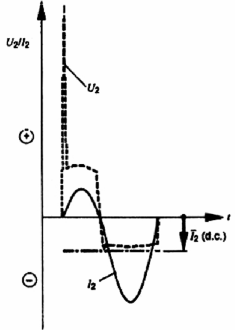 U₂/I₂
U₂
⊕
t
Ī₂ (d.c.)
I₂
⊖